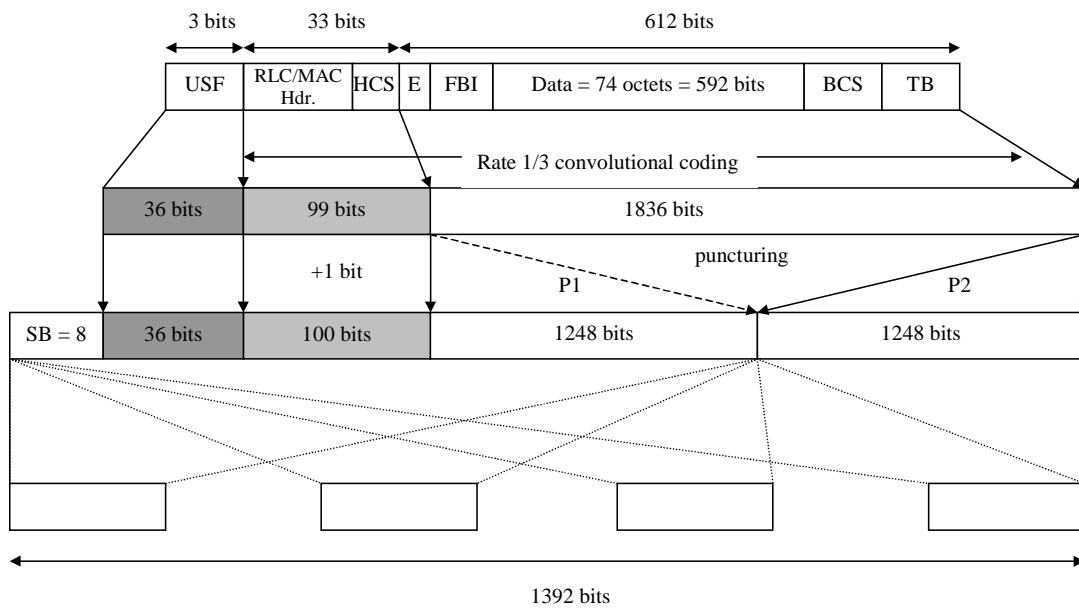 3 bits 33 bits 612 bits
USF RLC/MAC Hdr. HCS E FBI Data = 74 octets = 592 bits BCS TB
Rate 1/3 convolutional coding
36 bits 99 bits 1836 bits
+1 bit puncturing
P1 P2
SB = 8 36 bits 100 bits 1248 bits 1248 bits
1392 bits